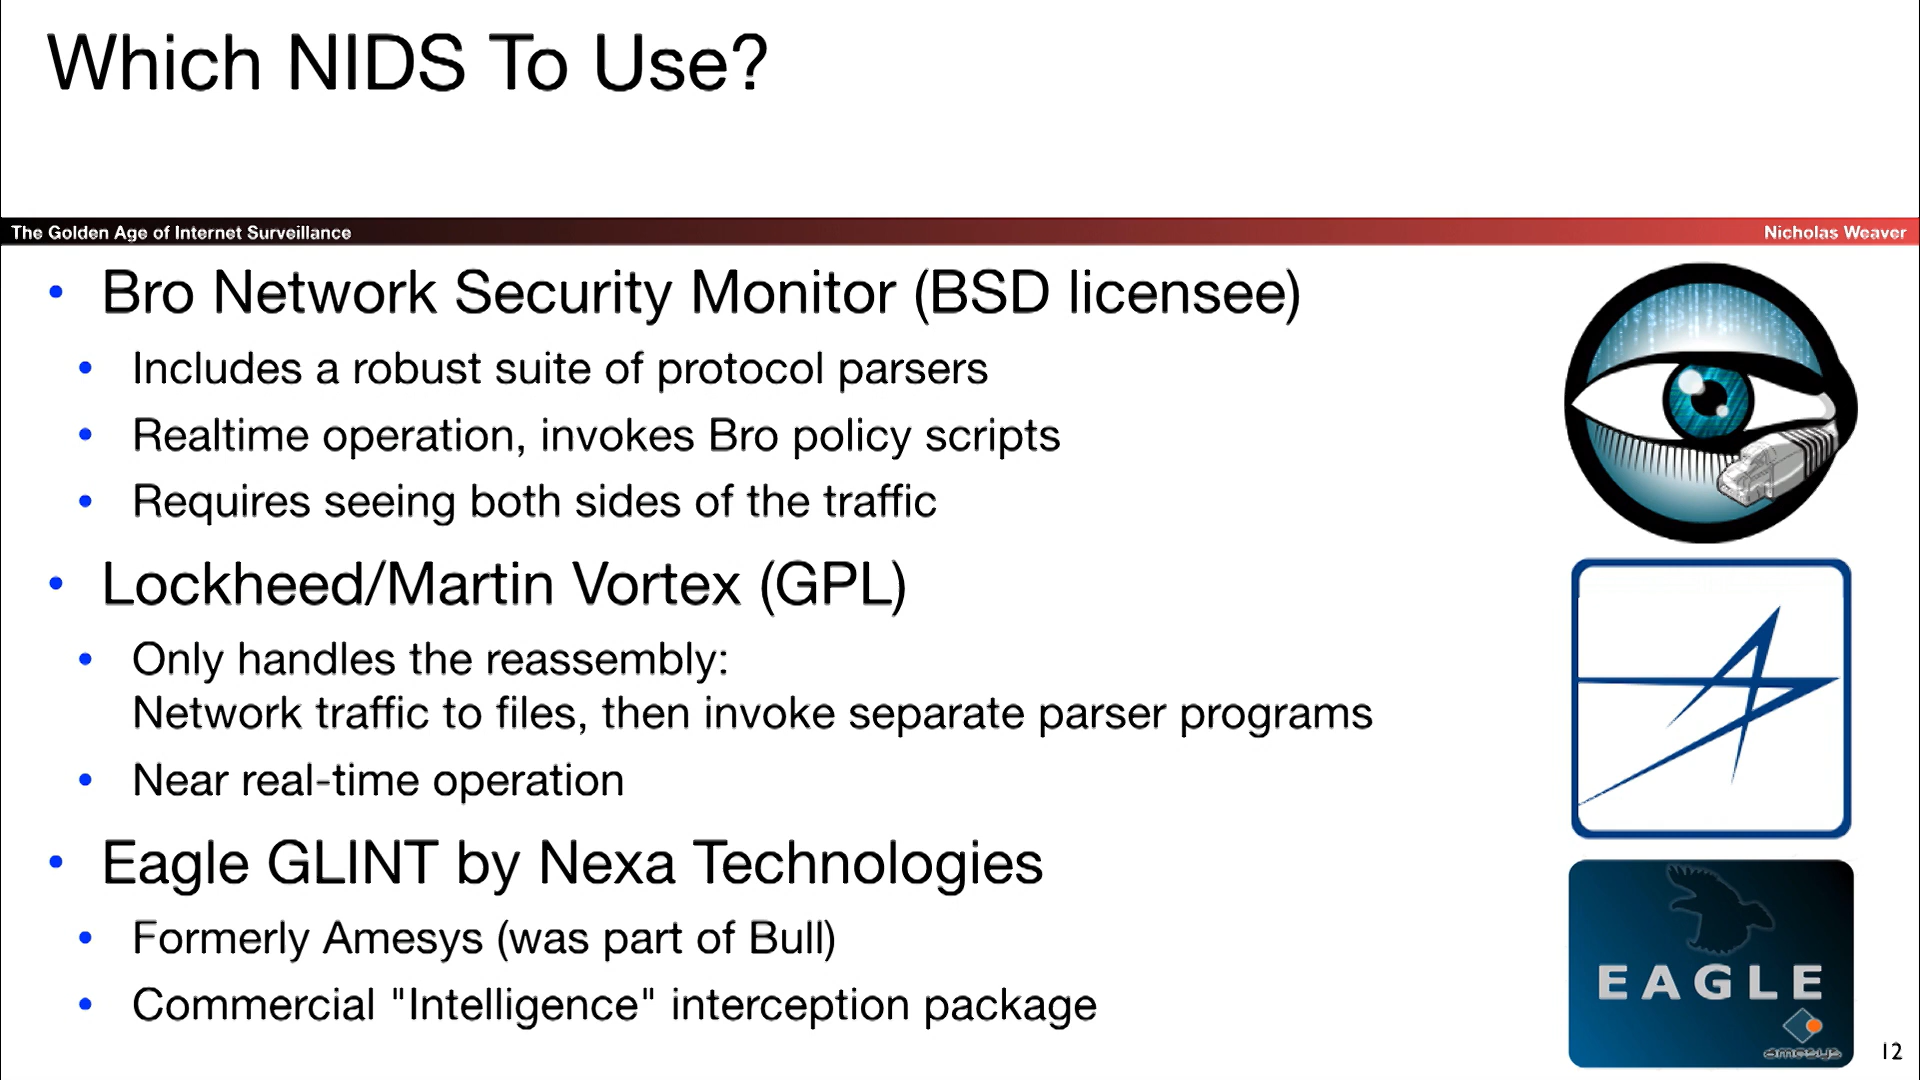 Which NIDS To Use?
The Golden Age of Internet Surveillance
Nicholas Weaver
• Bro Network Security Monitor (BSD licensee)
• Includes a robust suite of protocol parsers
• Realtime operation, invokes Bro policy scripts
• Requires seeing both sides of the traffic
• Lockheed/Martin Vortex (GPL)
• Only handles the reassembly:
Network traffic to files, then invoke separate parser programs
• Near real-time operation
• Eagle GLINT by Nexa Technologies
• Formerly Amesys (was part of Bull)
• Commercial "Intelligence" interception package
EAGLE
amesys
12